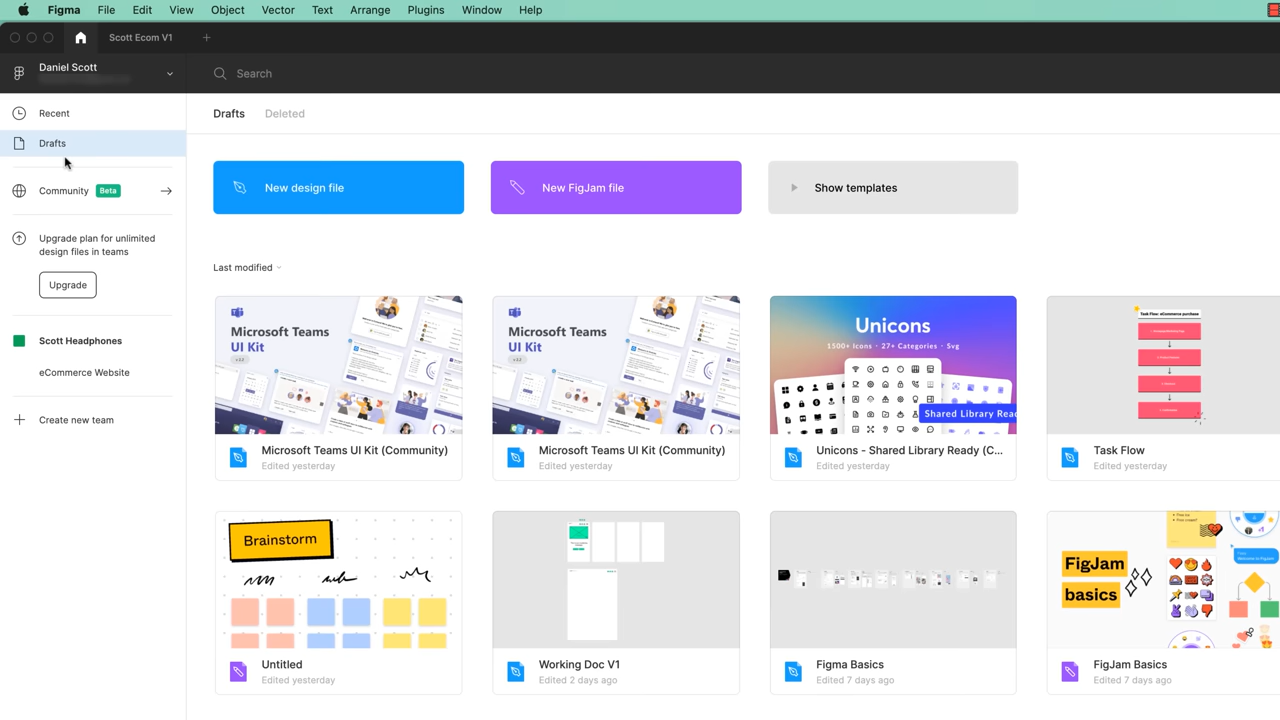 Figma File Edit View Object Vector Text Arrange Plugins Window Help
Scott Ecom V1
Daniel Scott
Search
Recent
Drafts
Community Beta
Upgrade plan for unlimited
design files in teams
Upgrade
Scott Headphones
eCommerce Website
Create new team
Drafts Deleted
New design file
New FigJam file
Show templates
Last modified
Microsoft Teams
UI Kit
Microsoft Teams UI Kit (Community)
Edited yesterday
Microsoft Teams
UI Kit
Microsoft Teams UI Kit (Community)
Edited yesterday
Unicons
1500+ Icons · 27+ Categories · Svg
Shared Library Rea
Unicons - Shared Library Ready (C...
Edited yesterday
Task Flow: eCommerce purchase
Task Flow
Edited yesterday
Brainstorm
Untitled
Edited yesterday
Working Doc V1
Edited 2 days ago
Figma Basics
Edited 7 days ago
FigJam
basics
FigJam Basics
Edited 7 days ago